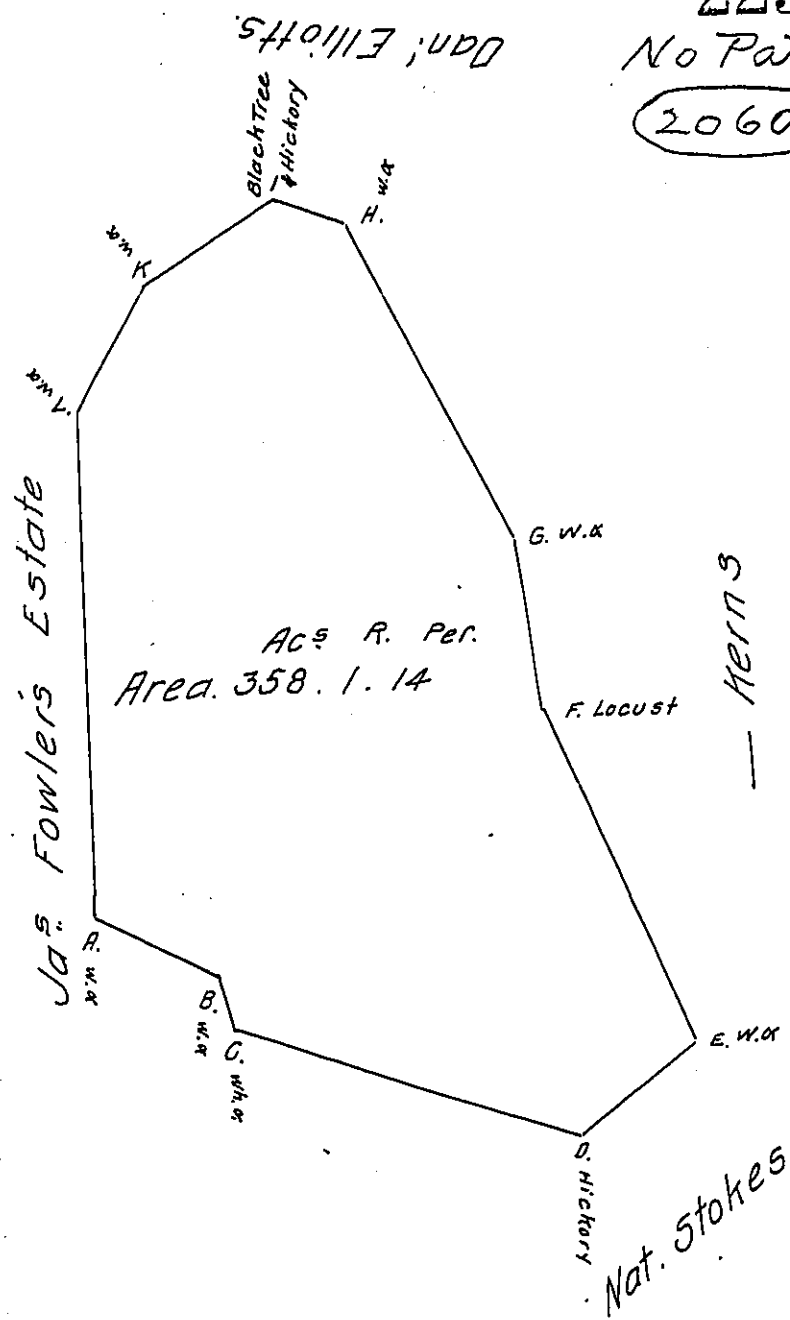 Danl Elliotts.
No Pa
2060
Black Tree
& Hickory
H. W.O
K W.O
L. W.O
G. W.O
Jas. Fowler's Estate
Acs R. Per.
Area. 358. 1. 14
F. Locust
— Kerns
A. W.O
B. W.O
C. Wh.O
E. W.O
D. Hickory
Nat. Stokes